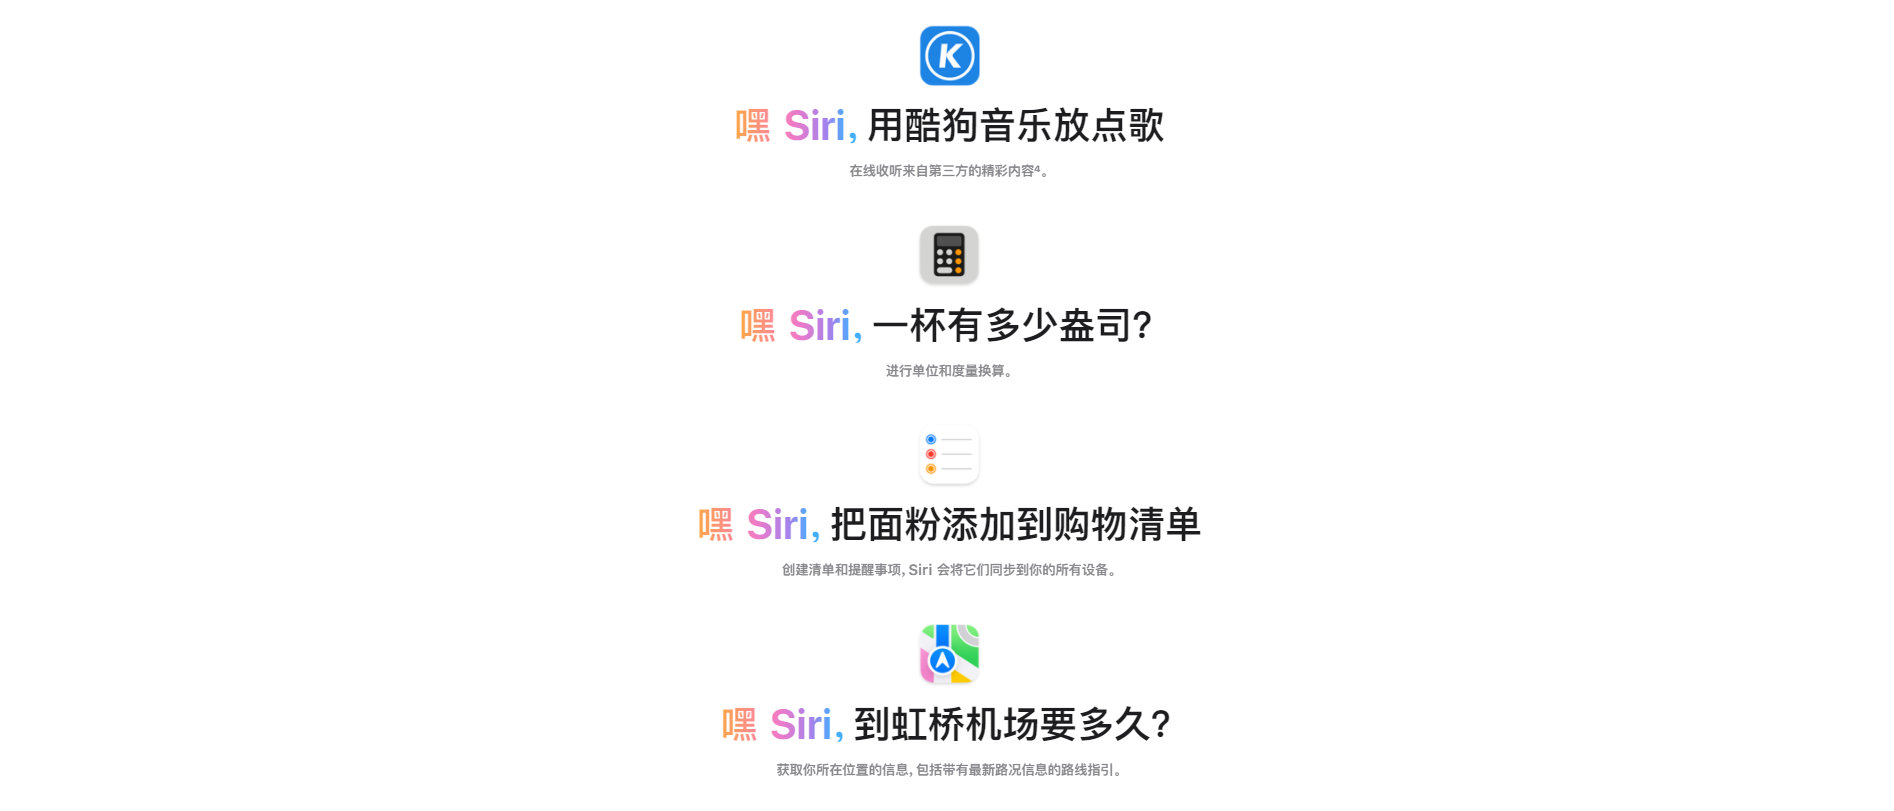 K
嘿 Siri, 用酷狗音乐放点歌
在线收听来自第三方的精彩内容⁴。
嘿 Siri, 一杯有多少盎司?
进行单位和度量换算。
嘿 Siri, 把面粉添加到购物清单
创建清单和提醒事项, Siri 会将它们同步到你的所有设备。
嘿 Siri, 到虹桥机场要多久?
获取你所在位置的信息, 包括带有最新路况信息的路线指引。